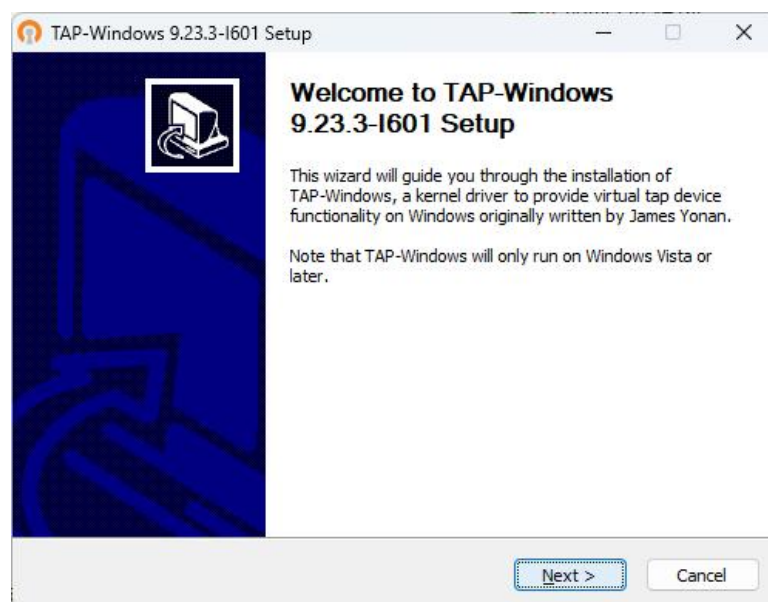 TAP-Windows 9.23.3-I601 Setup
Welcome to TAP-Windows
9.23.3-I601 Setup
This wizard will guide you through the installation of
TAP-Windows, a kernel driver to provide virtual tap device
functionality on Windows originally written by James Yonan.
Note that TAP-Windows will only run on Windows Vista or
later.
Next >
Cancel